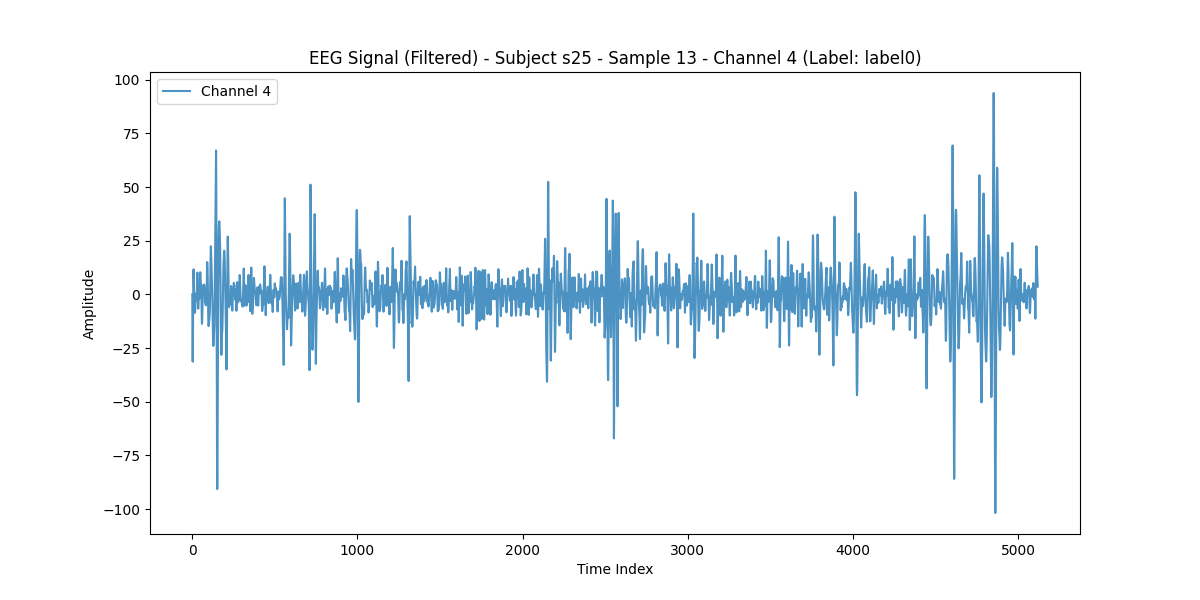 EEG Signal (Filtered) - Subject s25 - Sample 13 - Channel 4 (Label: label0)
Channel 4
100
75
50
25
0
−25
−50
−75
−100
Amplitude
0 1000 2000 3000 4000 5000
Time Index